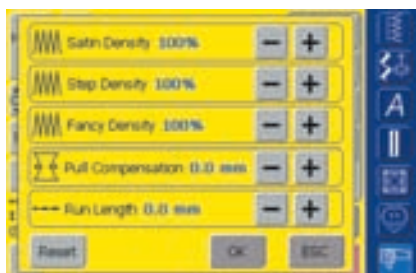 Satin Density 100%
Step Density 100%
Fancy Density 100%
Pull Compensation 0.0 mm
Run Length 0.0 mm
Reset OK ESC
A